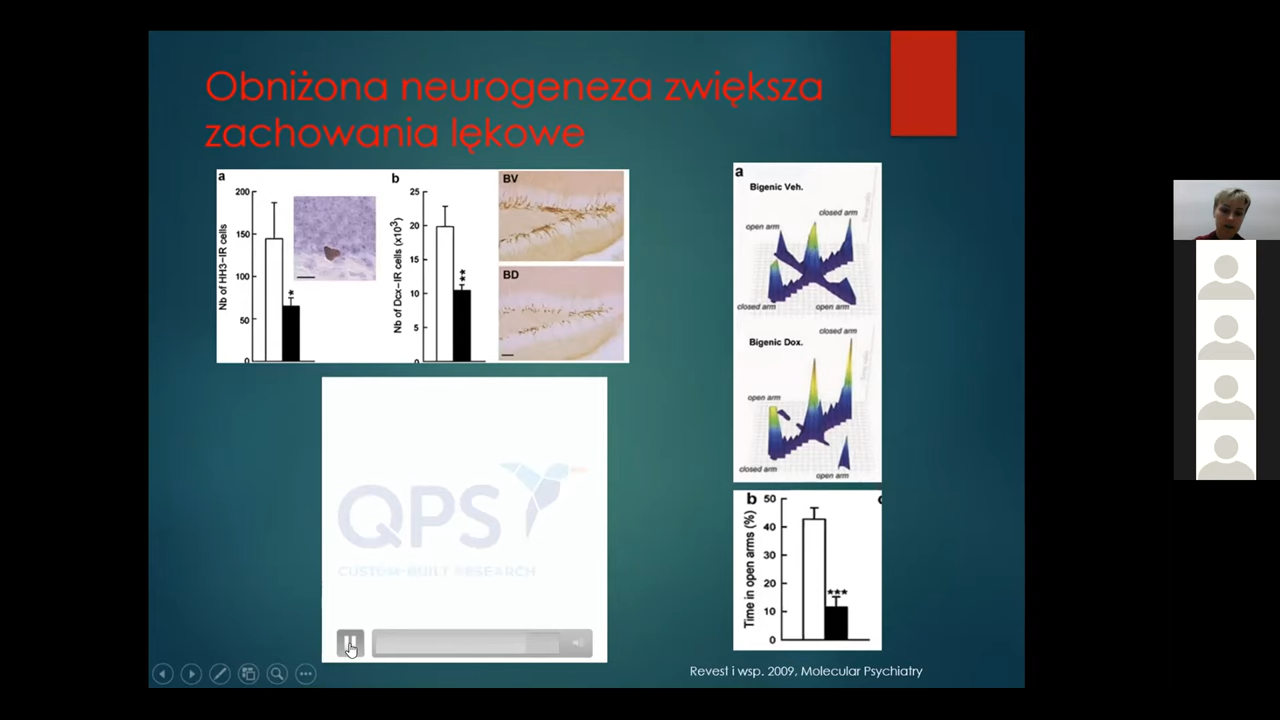 Obniżona neurogeneza zwiększa
zachowania lękowe
a
200
150
100
50
0
Nb of HH3-IR cells
*
b
25
20
15
10
5
0
Nb of Dcx-IR cells (x10³)
**
BV
BD
a
Bigenic Veh.
closed arm
open arm
closed arm
open arm
closed arm
Bigenic Dox.
open arm
closed arm
open arm
b
50
40
30
20
10
0
Time in open arms (%)
***
QPS
CUSTOM-BUILT RESEARCH
Revest i wsp. 2009, Molecular Psychiatry